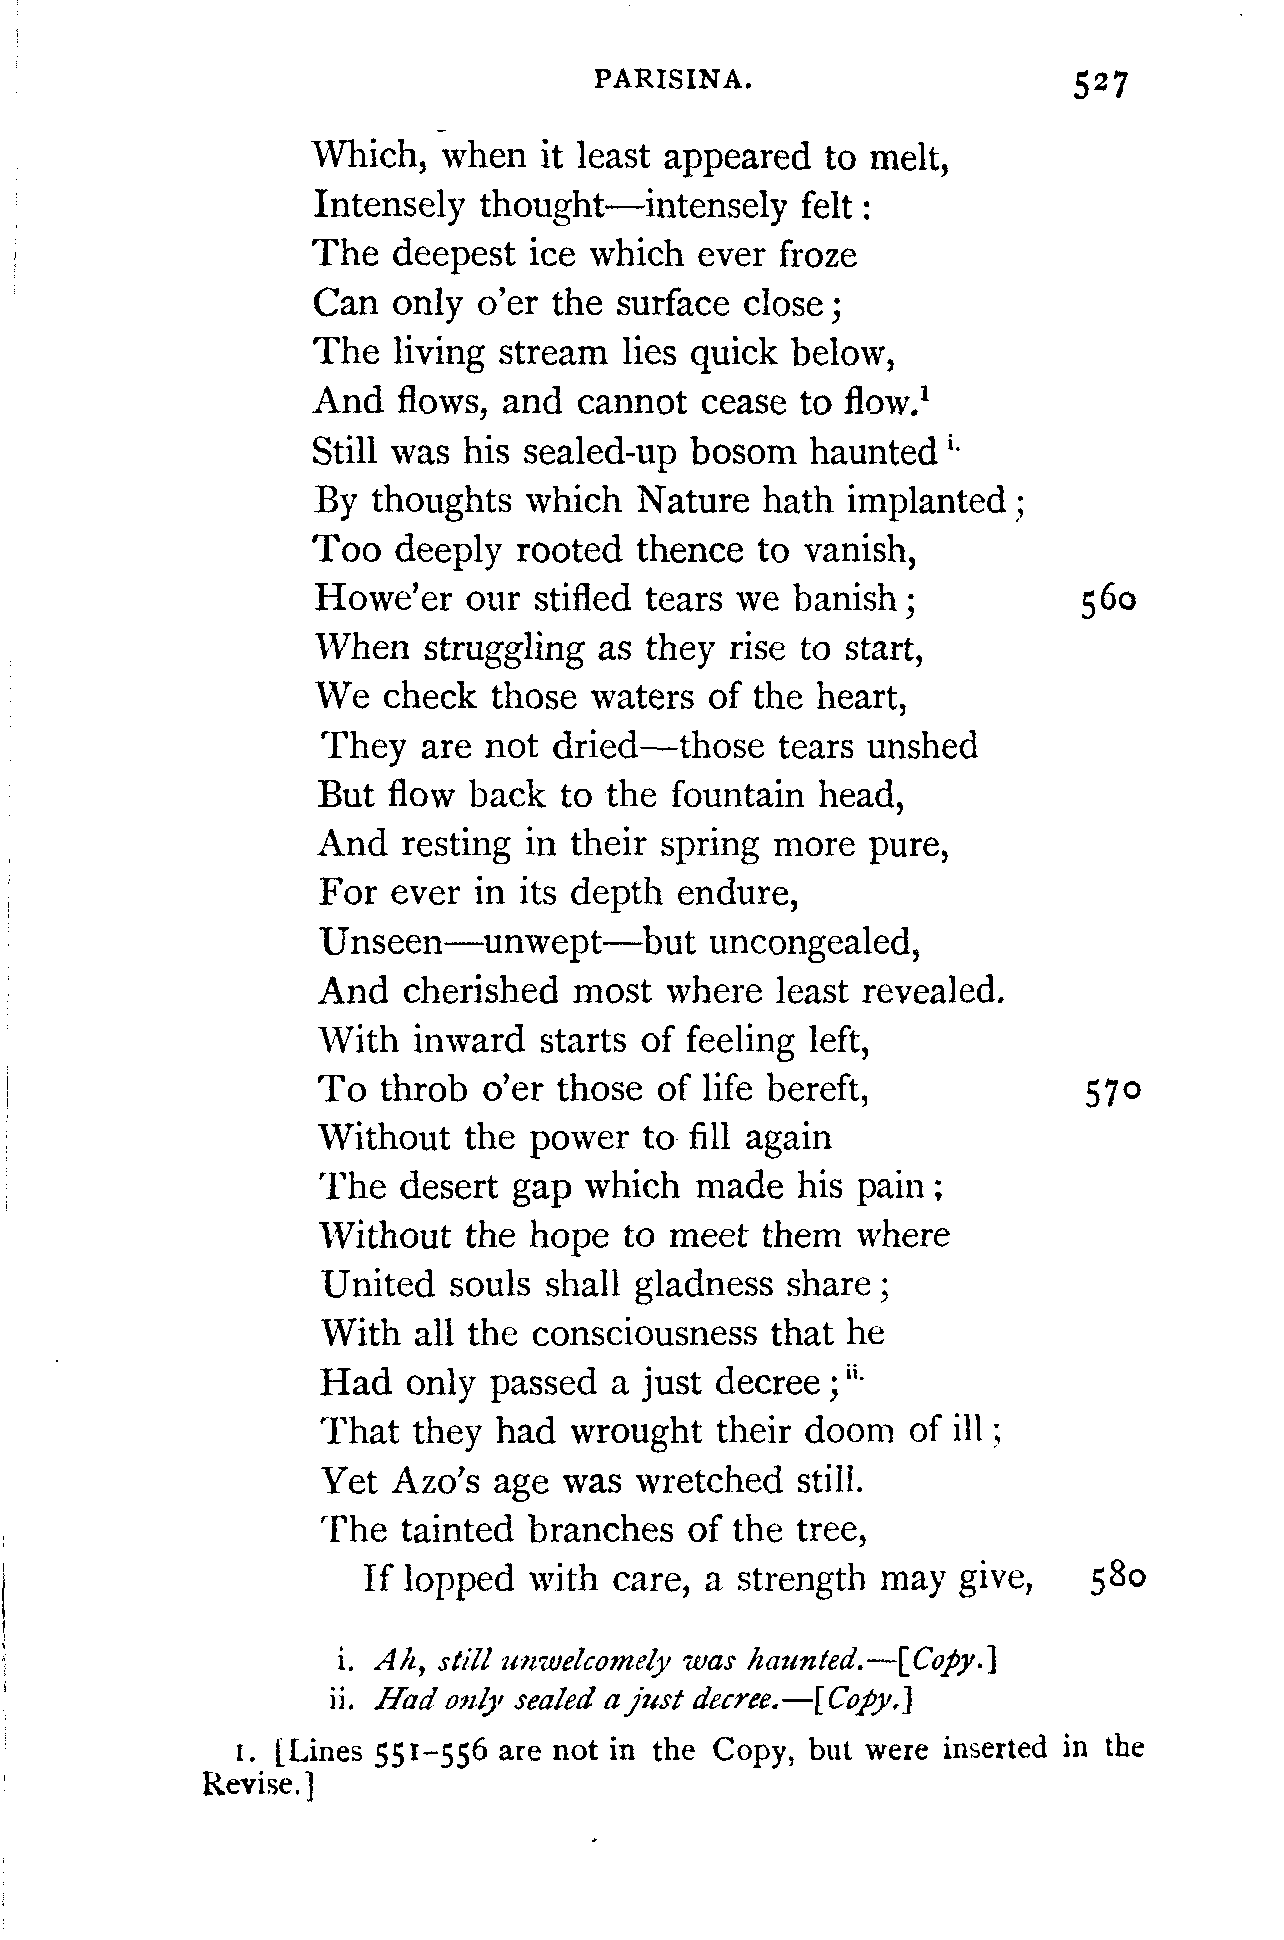 PARISINA. 527
Which, when it least appeared to melt,
Intensely thought—intensely felt :
The deepest ice which ever froze
Can only o'er the surface close ;
The living stream lies quick below,
And flows, and cannot cease to flow.¹
Still was his sealed-up bosom haunted i.
By thoughts which Nature hath implanted ;
Too deeply rooted thence to vanish,
Howe'er our stifled tears we banish ; 560
When struggling as they rise to start,
We check those waters of the heart,
They are not dried—those tears unshed
But flow back to the fountain head,
And resting in their spring more pure,
For ever in its depth endure,
Unseen—unwept—but uncongealed,
And cherished most where least revealed.
With inward starts of feeling left,
To throb o'er those of life bereft, 570
Without the power to fill again
The desert gap which made his pain ;
Without the hope to meet them where
United souls shall gladness share ;
With all the consciousness that he
Had only passed a just decree ; ii.
That they had wrought their doom of ill ;
Yet Azo's age was wretched still.
The tainted branches of the tree,
If lopped with care, a strength may give, 580
i. Ah, still unwelcomely was haunted.—[Copy.]
ii. Had only sealed a just decree.—[Copy.]
1. [Lines 551-556 are not in the Copy, but were inserted in the
Revise.]